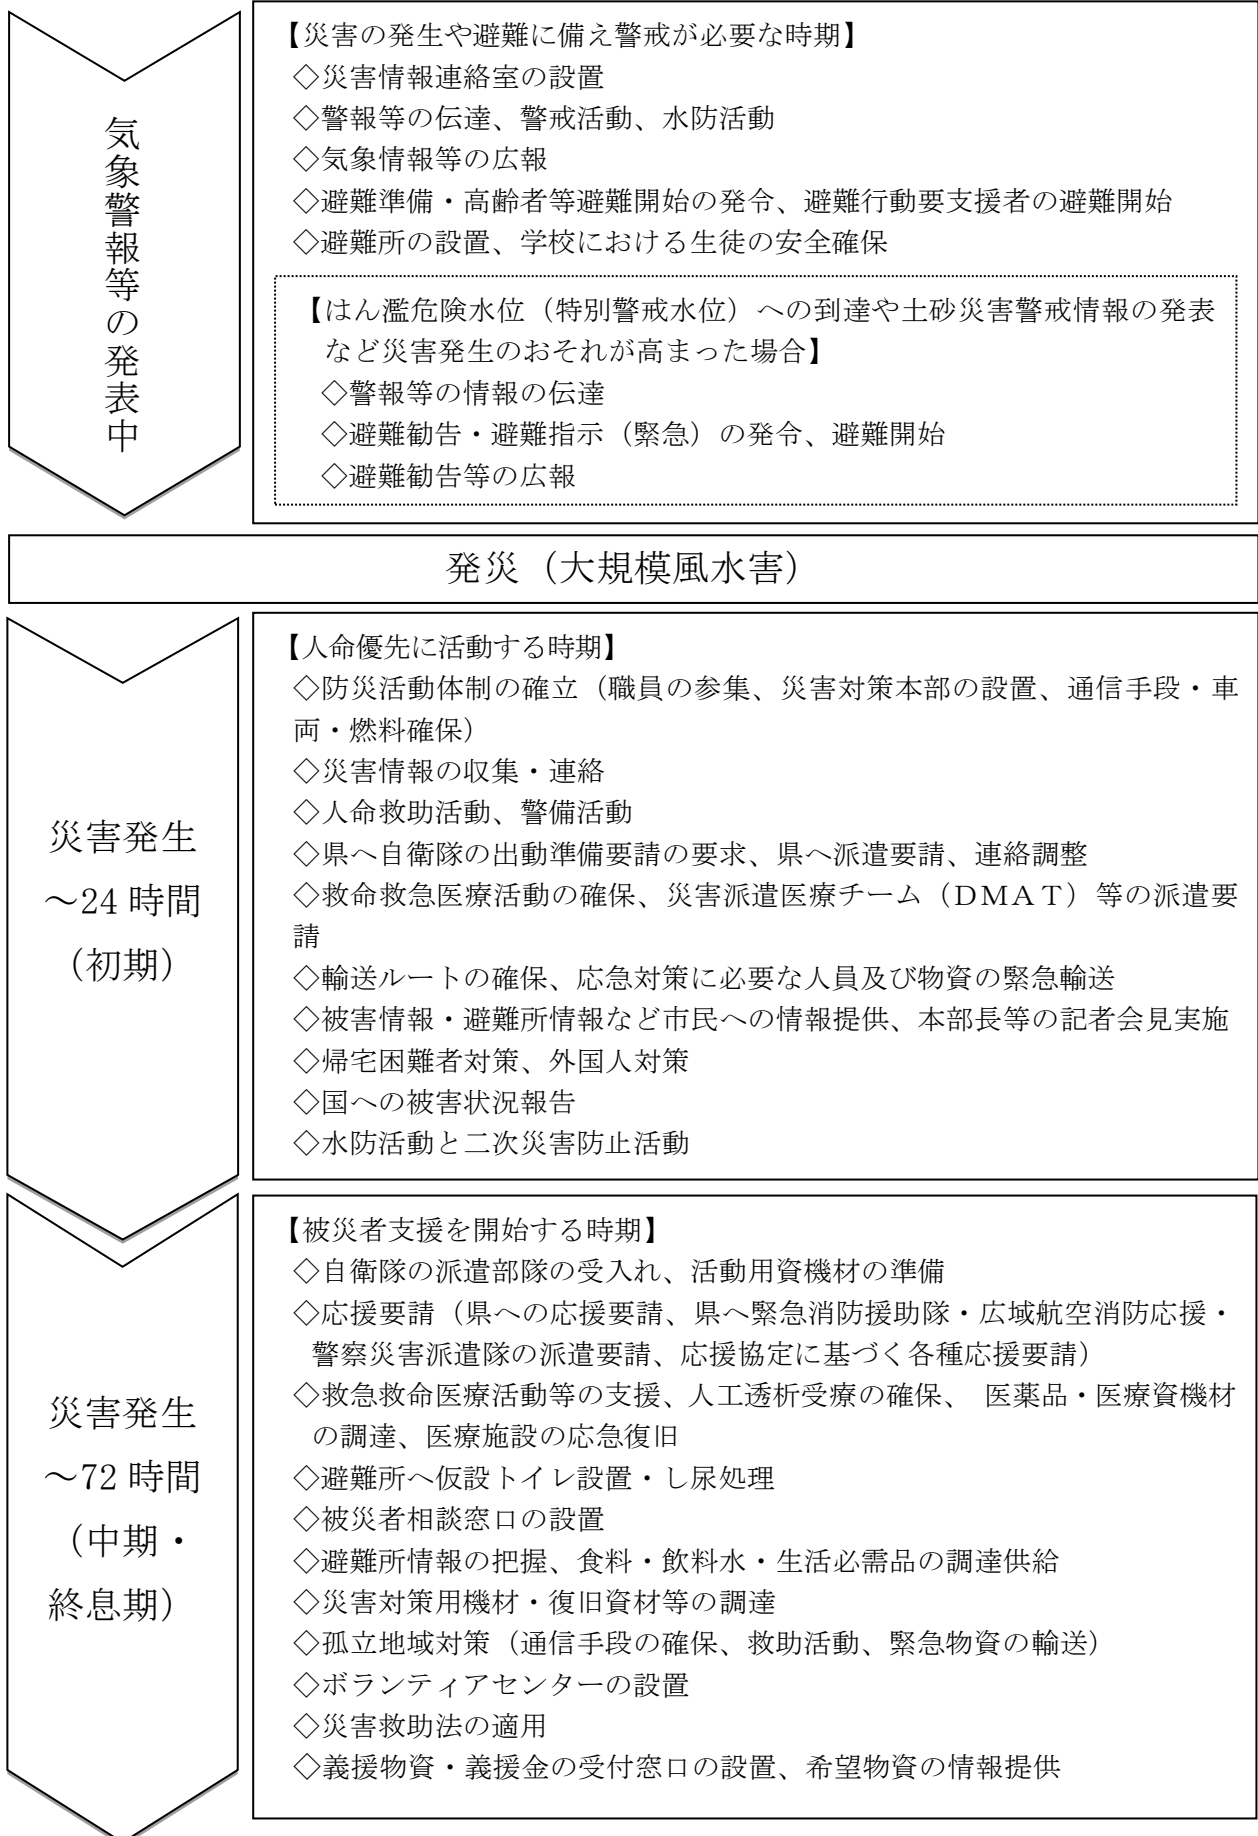 気象警報等の発表中
【災害の発生や避難に備え警戒が必要な時期】
◇災害情報連絡室の設置
◇警報等の伝達、警戒活動、水防活動
◇気象情報等の広報
◇避難準備・高齢者等避難開始の発令、避難行動要支援者の避難開始
◇避難所の設置、学校における生徒の安全確保
【はん濫危険水位（特別警戒水位）への到達や土砂災害警戒情報の発表
など災害発生のおそれが高まった場合】
◇警報等の情報の伝達
◇避難勧告・避難指示（緊急）の発令、避難開始
◇避難勧告等の広報
発災（大規模風水害）
災害発生
～24 時間
（初期）
【人命優先に活動する時期】
◇防災活動体制の確立（職員の参集、災害対策本部の設置、通信手段・車
両・燃料確保）
◇災害情報の収集・連絡
◇人命救助活動、警備活動
◇県へ自衛隊の出動準備要請の要求、県へ派遣要請、連絡調整
◇救命救急医療活動の確保、災害派遣医療チーム（DMAT）等の派遣要
請
◇輸送ルートの確保、応急対策に必要な人員及び物資の緊急輸送
◇被害情報・避難所情報など市民への情報提供、本部長等の記者会見実施
◇帰宅困難者対策、外国人対策
◇国への被害状況報告
◇水防活動と二次災害防止活動
災害発生
～72 時間
（中期・
終息期）
【被災者支援を開始する時期】
◇自衛隊の派遣部隊の受入れ、活動用資機材の準備
◇応援要請（県への応援要請、県へ緊急消防援助隊・広域航空消防応援・
警察災害派遣隊の派遣要請、応援協定に基づく各種応援要請）
◇救急救命医療活動等の支援、人工透析受療の確保、 医薬品・医療資機材
の調達、医療施設の応急復旧
◇避難所へ仮設トイレ設置・し尿処理
◇被災者相談窓口の設置
◇避難所情報の把握、食料・飲料水・生活必需品の調達供給
◇災害対策用機材・復旧資材等の調達
◇孤立地域対策（通信手段の確保、救助活動、緊急物資の輸送）
◇ボランティアセンターの設置
◇災害救助法の適用
◇義援物資・義援金の受付窓口の設置、希望物資の情報提供